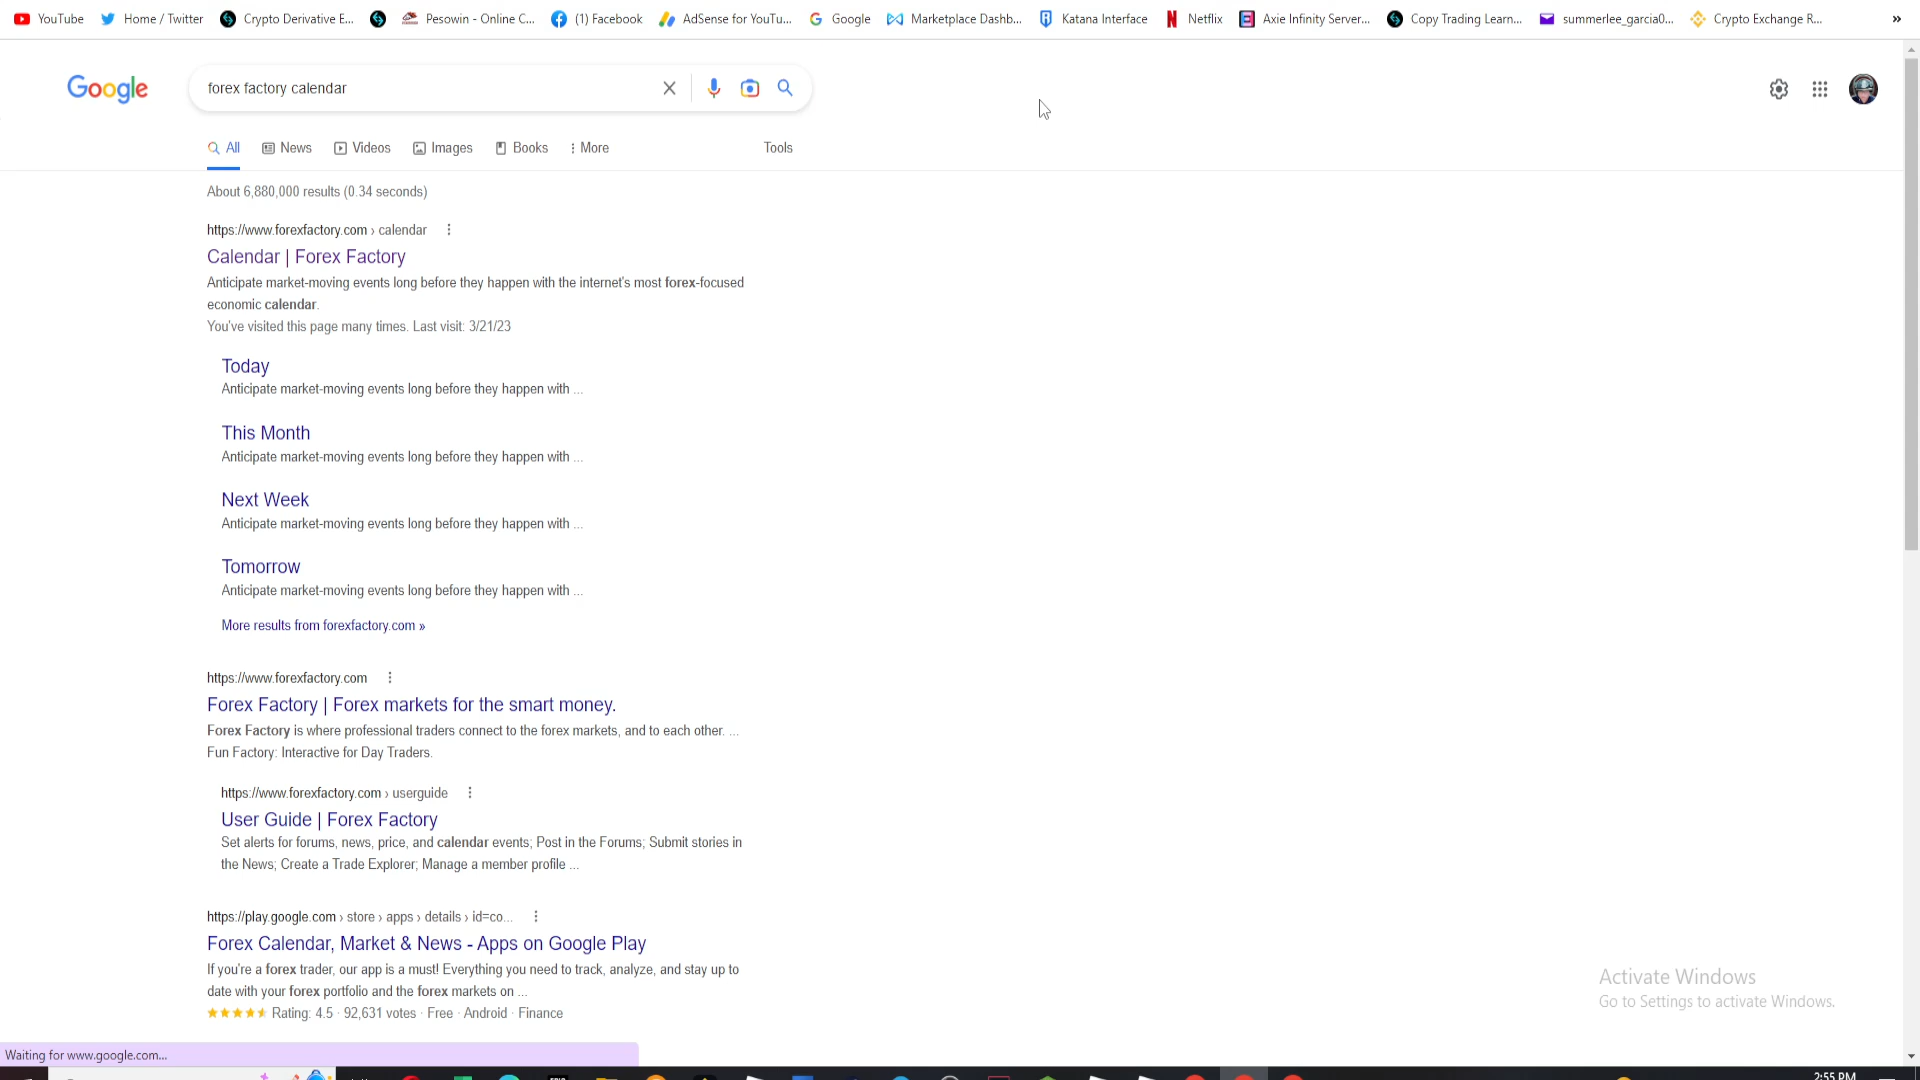 YouTube Home / Twitter Crypto Derivative E... Pesowin - Online C... (1) Facebook AdSense for YouTu... Google Marketplace Dashb... Katana Interface Netflix Axie Infinity Server... Copy Trading Learn... summerlee_garcia0... Crypto Exchange R... »
Google forex factory calendar
All News Videos Images Books More Tools
About 6,880,000 results (0.34 seconds)
https://www.forexfactory.com › calendar
Calendar | Forex Factory
Anticipate market-moving events long before they happen with the internet's most forex-focused
economic calendar.
You've visited this page many times. Last visit: 3/21/23
Today
Anticipate market-moving events long before they happen with ...
This Month
Anticipate market-moving events long before they happen with ...
Next Week
Anticipate market-moving events long before they happen with ...
Tomorrow
Anticipate market-moving events long before they happen with ...
More results from forexfactory.com »
https://www.forexfactory.com
Forex Factory | Forex markets for the smart money.
Forex Factory is where professional traders connect to the forex markets, and to each other. ...
Fun Factory: Interactive for Day Traders.
https://www.forexfactory.com › userguide
User Guide | Forex Factory
Set alerts for forums, news, price, and calendar events; Post in the Forums; Submit stories in
the News; Create a Trade Explorer; Manage a member profile ...
https://play.google.com › store › apps › details › id=co...
Forex Calendar, Market & News - Apps on Google Play
If you're a forex trader, our app is a must! Everything you need to track, analyze, and stay up to
date with your forex portfolio and the forex markets on ...
Rating: 4.5 · 92,631 votes · Free · Android · Finance
Activate Windows
Go to Settings to activate Windows.
Waiting for www.google.com...
2:55 PM